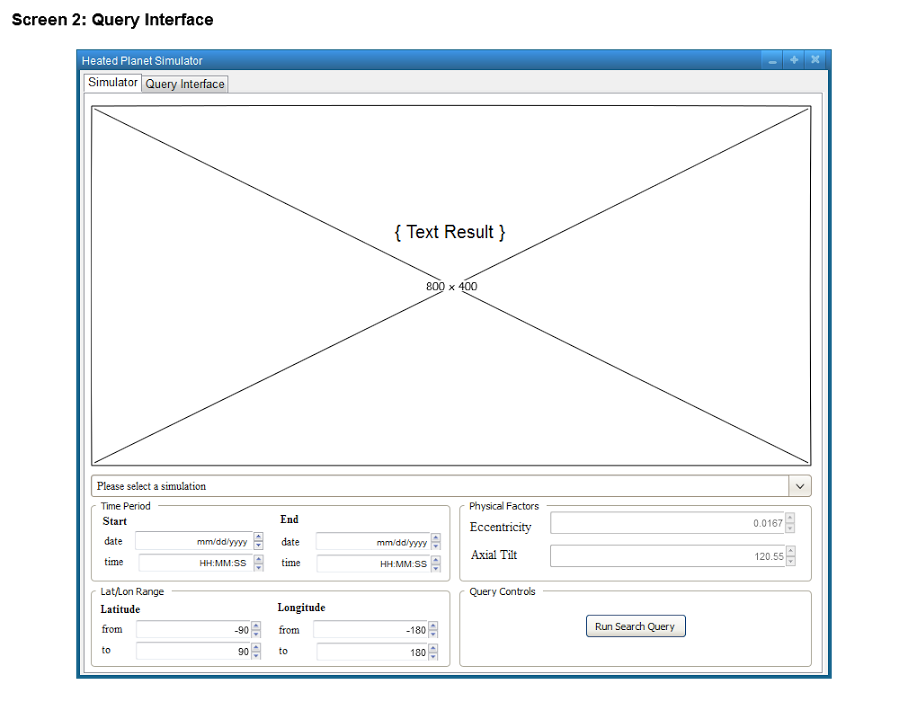 Screen 2: Query Interface
Heated Planet Simulator
Simulator Query Interface
{ Text Result }
800 × 400
Please select a simulation
Time Period
Start End
date mm/dd/yyyy date mm/dd/yyyy
time HH:MM:SS time HH:MM:SS
Physical Factors
Eccentricity 0.0167
Axial Tilt 120.55
Lat/Lon Range
Latitude Longitude
from -90 from -180
to 90 to 180
Query Controls
Run Search Query